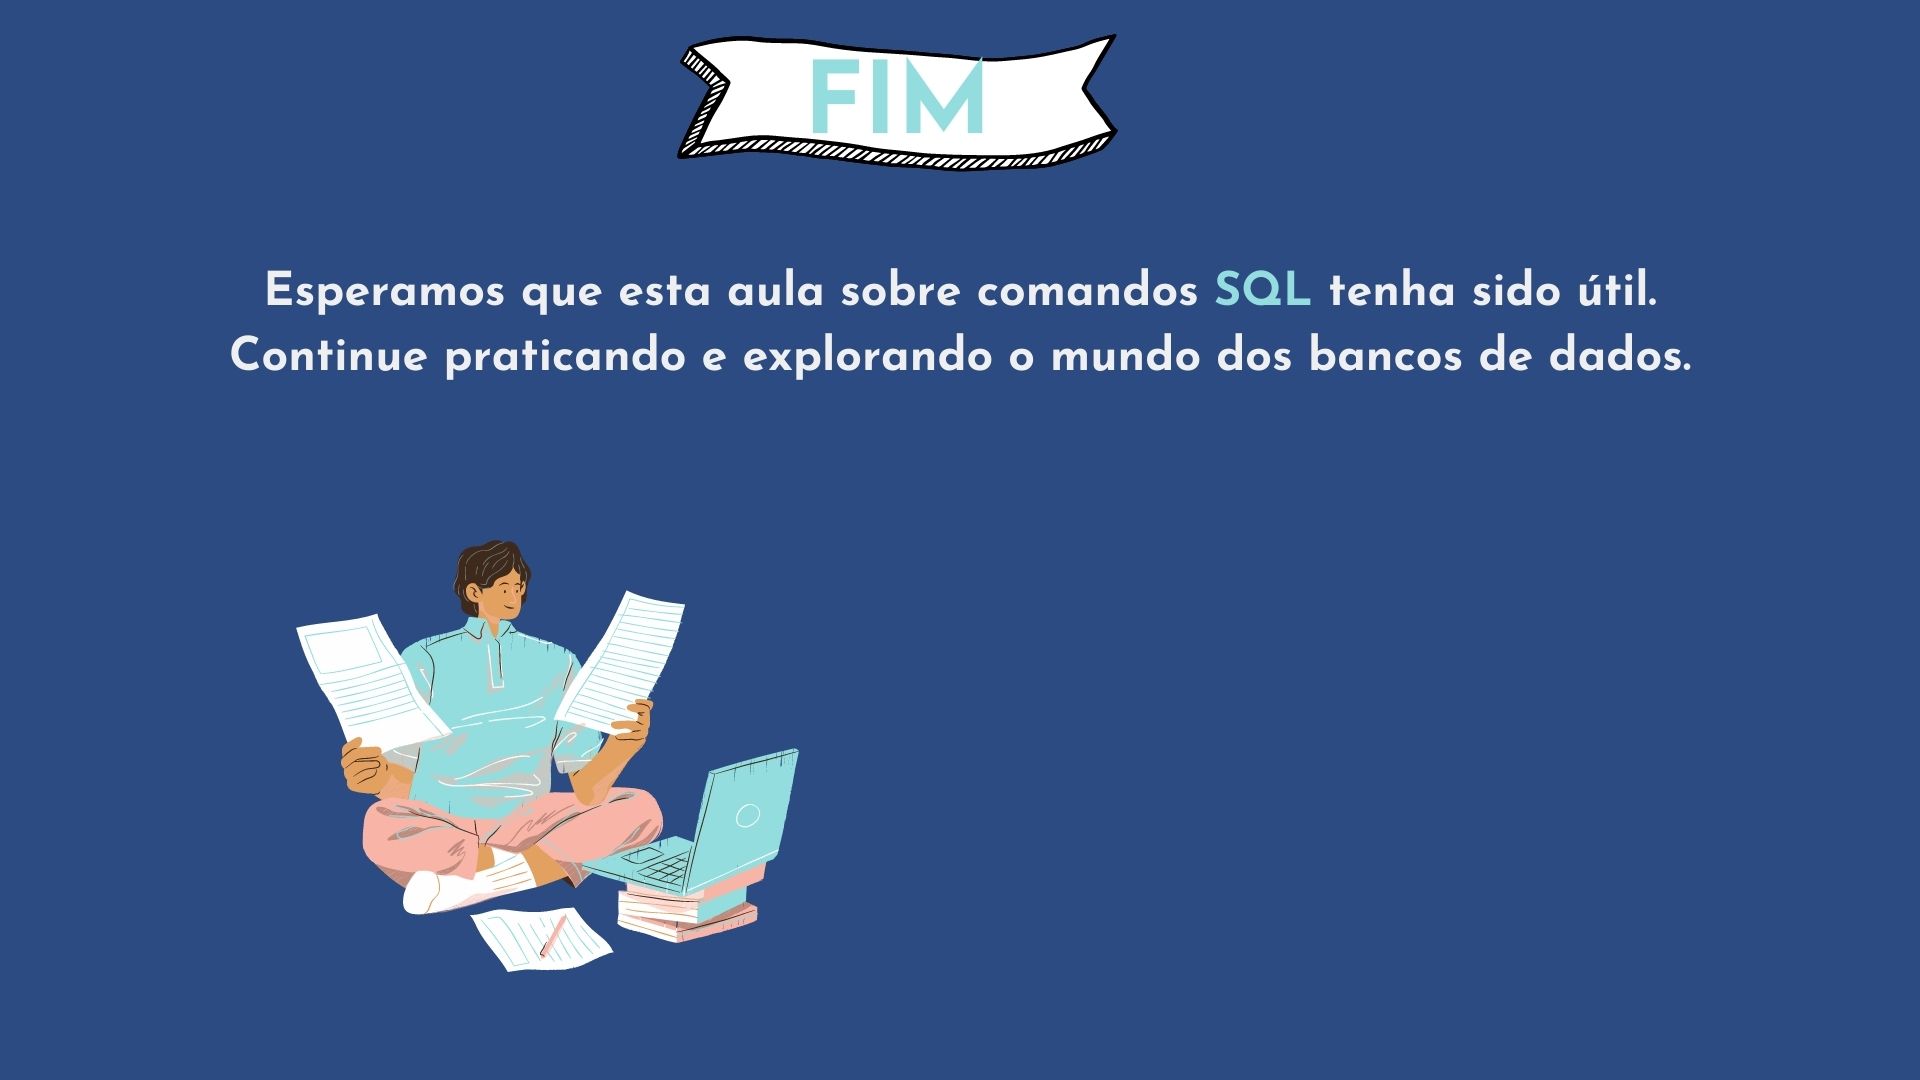 FIM
Esperamos que esta aula sobre comandos SQL tenha sido útil.
Continue praticando e explorando o mundo dos bancos de dados.